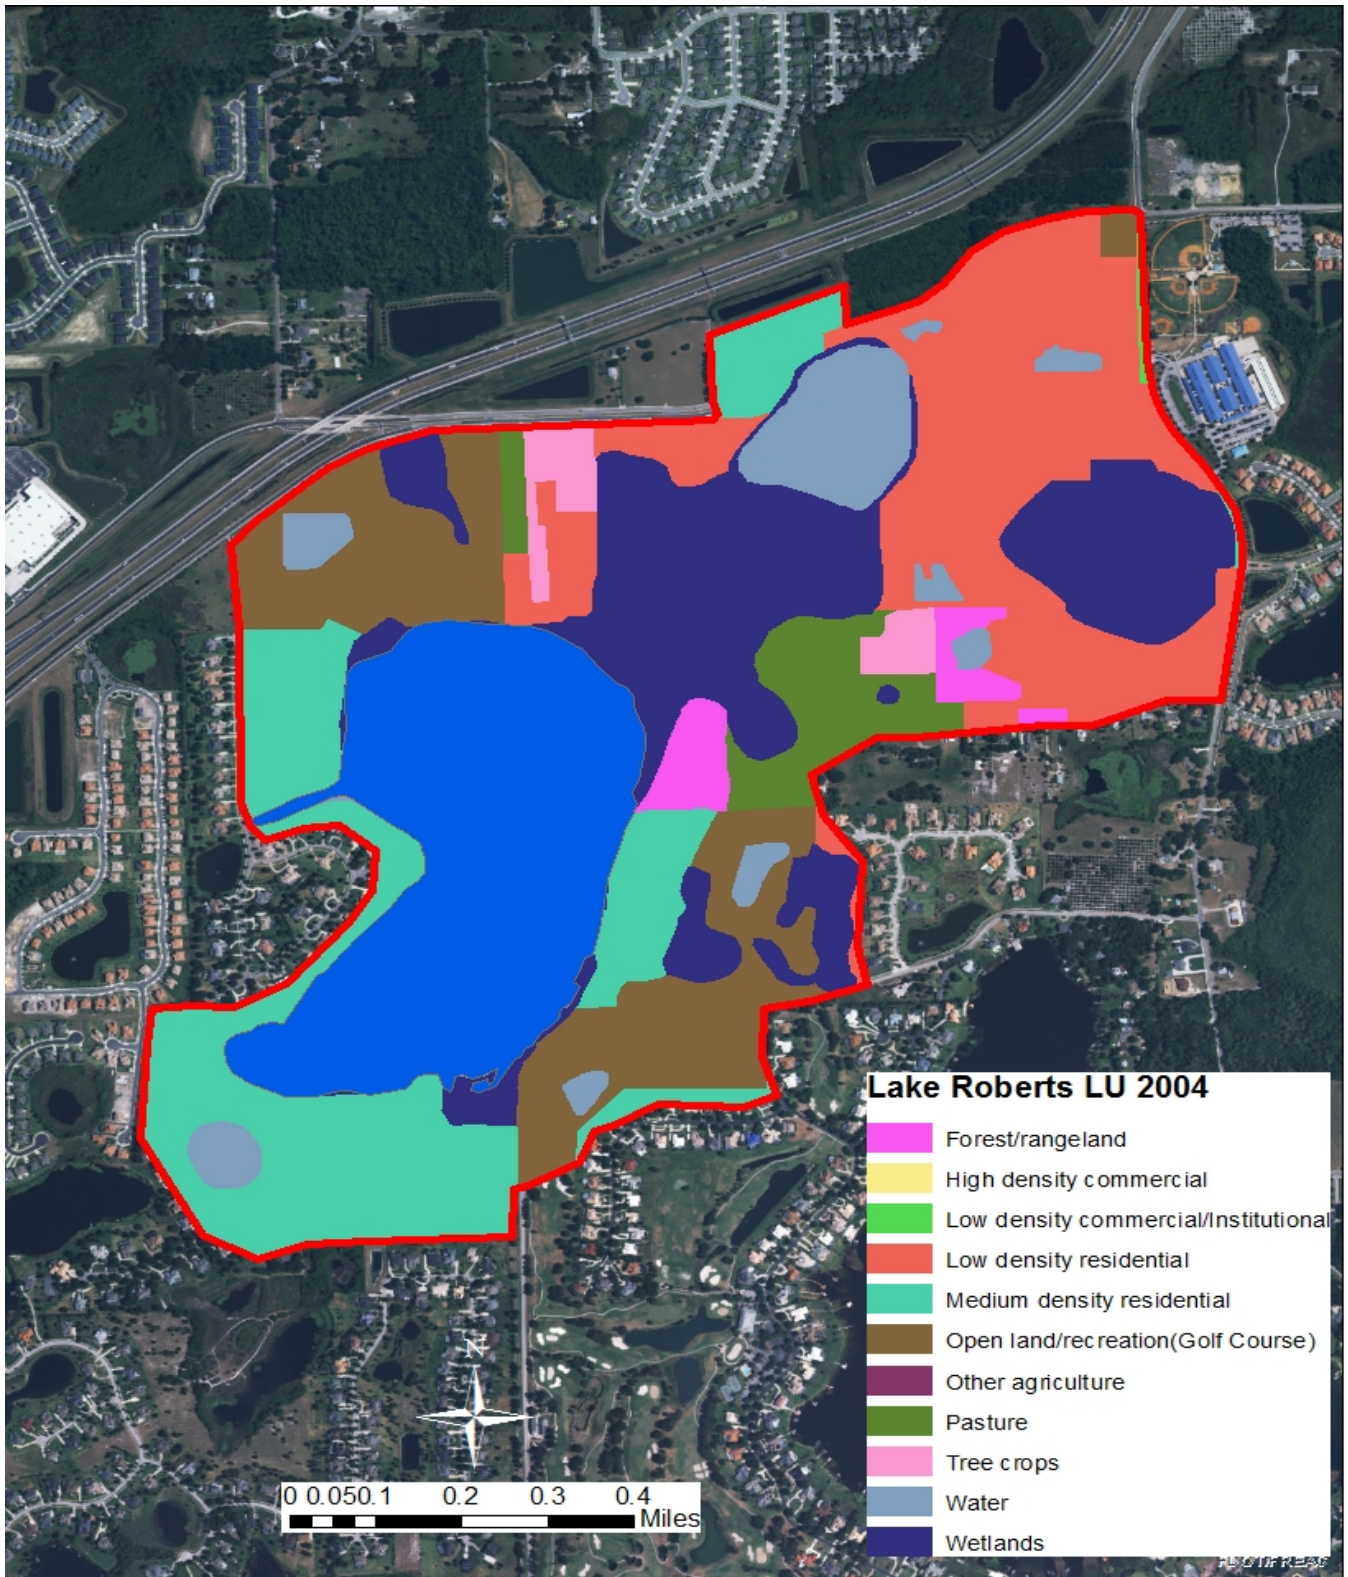 Lake Roberts LU 2004
Forest/rangeland
High density commercial
Low density commercial/Institutional
Low density residential
Medium density residential
Open land/recreation(Golf Course)
Other agriculture
Pasture
Tree crops
Water
Wetlands
N
0 0.050.1 0.2 0.3 0.4
Miles